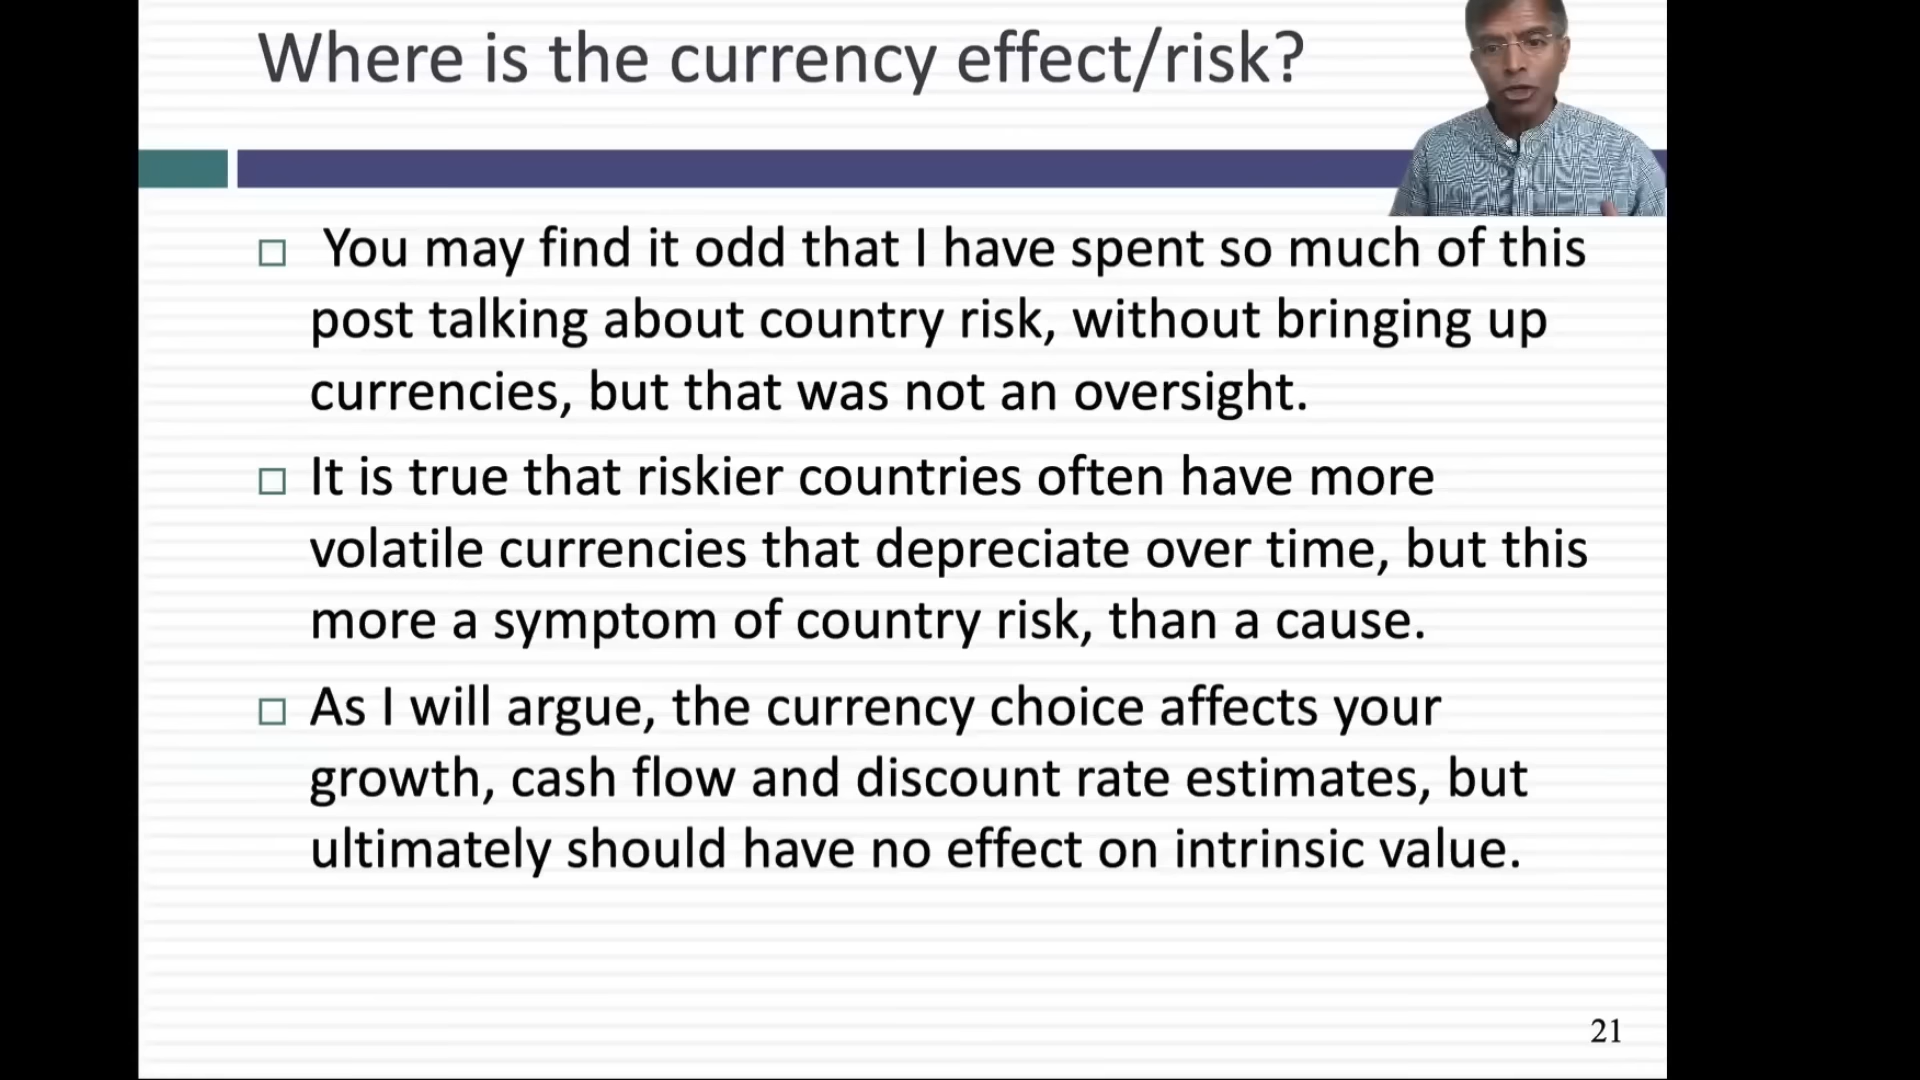 Where is the currency effect/risk?
You may find it odd that I have spent so much of this
post talking about country risk, without bringing up
currencies, but that was not an oversight.
It is true that riskier countries often have more
volatile currencies that depreciate over time, but this
more a symptom of country risk, than a cause.
As I will argue, the currency choice affects your
growth, cash flow and discount rate estimates, but
ultimately should have no effect on intrinsic value.
21